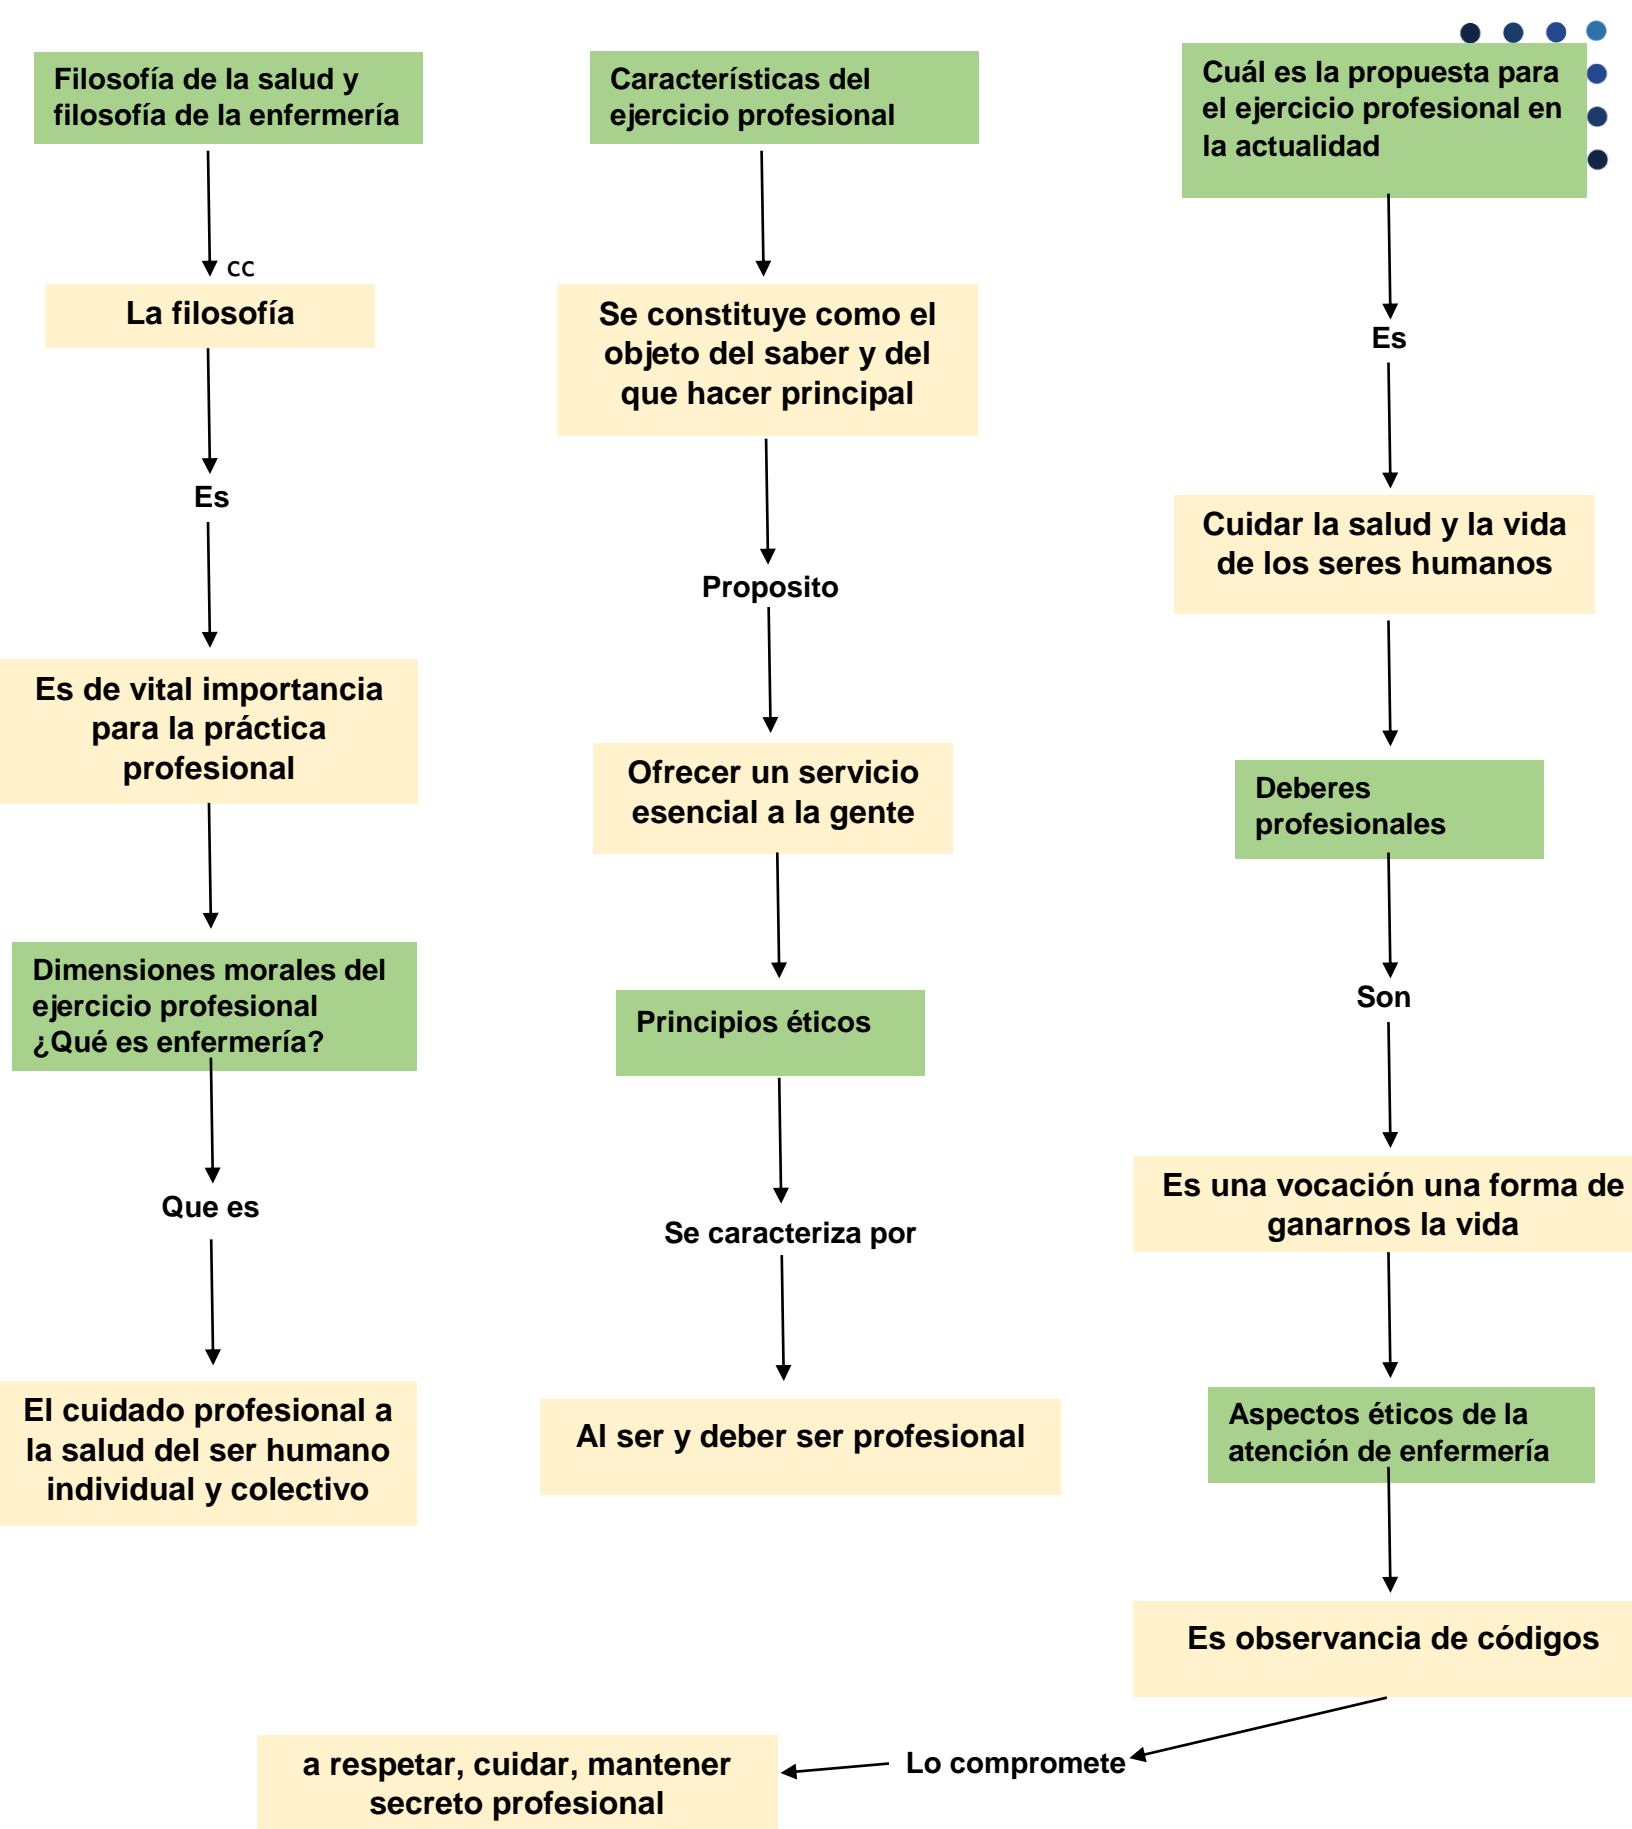 Filosofía de la salud y
filosofía de la enfermería
cc
La filosofía
Es
Es de vital importancia
para la práctica
profesional
Dimensiones morales del
ejercicio profesional
¿Qué es enfermería?
Que es
El cuidado profesional a
la salud del ser humano
individual y colectivo
Características del
ejercicio profesional
Se constituye como el
objeto del saber y del
que hacer principal
Proposito
Ofrecer un servicio
esencial a la gente
Principios éticos
Se caracteriza por
Al ser y deber ser profesional
Cuál es la propuesta para
el ejercicio profesional en
la actualidad
Es
Cuidar la salud y la vida
de los seres humanos
Deberes
profesionales
Son
Es una vocación una forma de
ganarnos la vida
Aspectos éticos de la
atención de enfermería
Es observancia de códigos
Lo compromete
a respetar, cuidar, mantener
secreto profesional